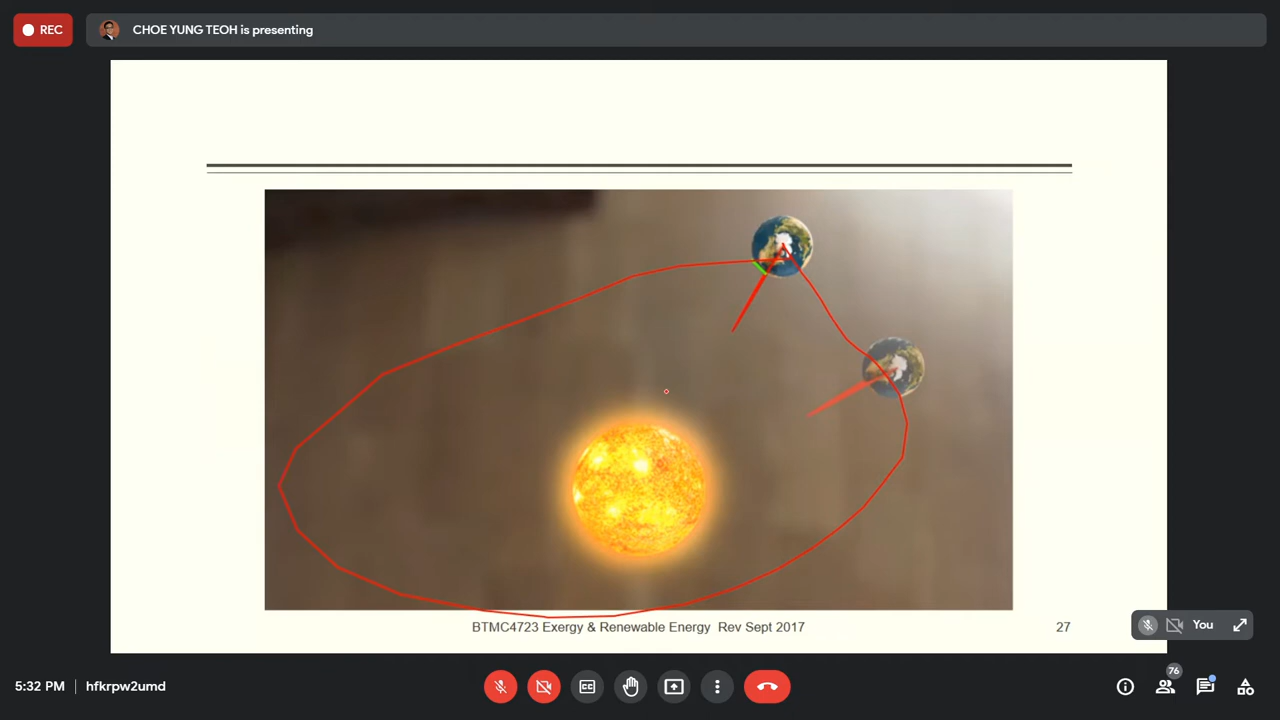 REC
CHOE YUNG TEOH is presenting
BTMC4723 Exergy & Renewable Energy Rev Sept 2017
27
You
5:32 PM | hfkrpw2umd
CC
76